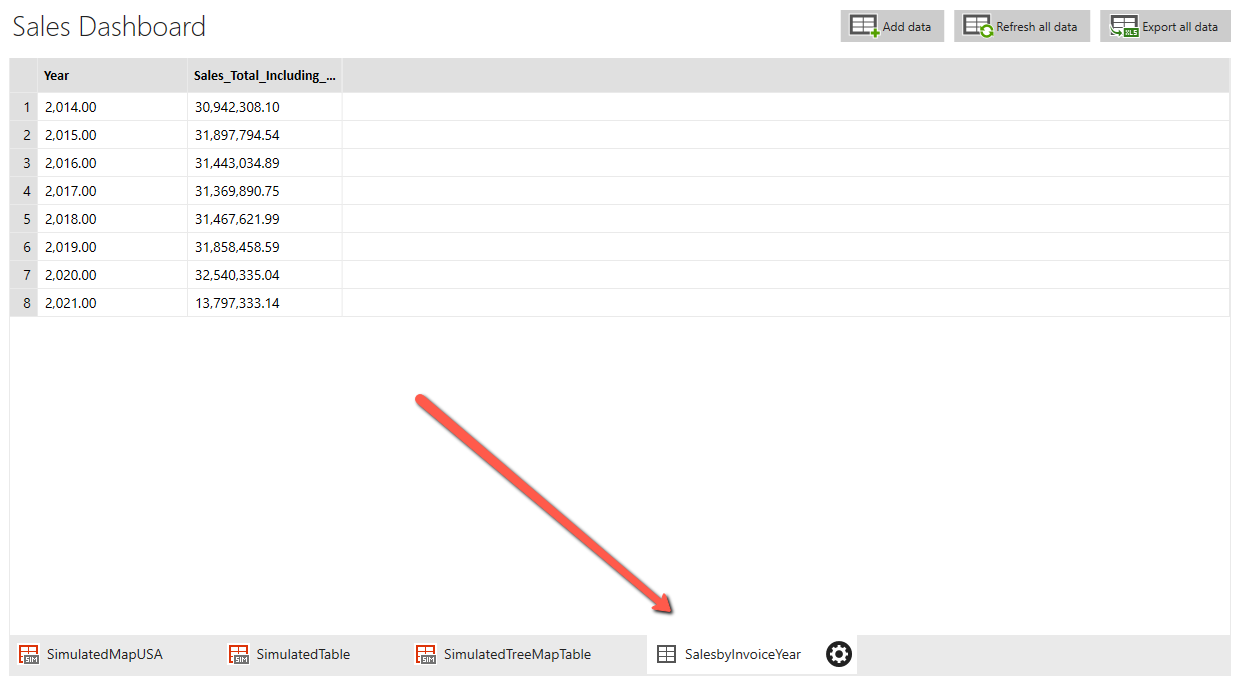 Sales Dashboard
Add data
Refresh all data
XLS Export all data
Year Sales_Total_Including_...
1 2,014.00 30,942,308.10
2 2,015.00 31,897,794.54
3 2,016.00 31,443,034.89
4 2,017.00 31,369,890.75
5 2,018.00 31,467,621.99
6 2,019.00 31,858,458.59
7 2,020.00 32,540,335.04
8 2,021.00 13,797,333.14
SIM SimulatedMapUSA
SIM SimulatedTable
SIM SimulatedTreeMapTable
SalesbyInvoiceYear